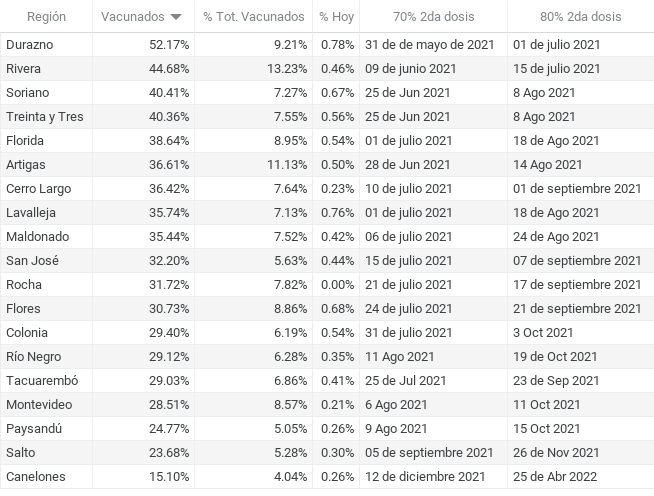 Región Vacunados % Tot. Vacunados % Hoy 70% 2da dosis 80% 2da dosis
Durazno 52.17% 9.21% 0.78% 31 de de mayo de 2021 01 de julio 2021
Rivera 44.68% 13.23% 0.46% 09 de junio 2021 15 de julio 2021
Soriano 40.41% 7.27% 0.67% 25 de Jun 2021 8 Ago 2021
Treinta y Tres 40.36% 7.55% 0.56% 25 de Jun 2021 8 Ago 2021
Florida 38.64% 8.95% 0.54% 01 de julio 2021 18 de Ago 2021
Artigas 36.61% 11.13% 0.50% 28 de Jun 2021 14 Ago 2021
Cerro Largo 36.42% 7.64% 0.23% 10 de julio 2021 01 de septiembre 2021
Lavalleja 35.74% 7.13% 0.76% 01 de julio 2021 18 de Ago 2021
Maldonado 35.44% 7.52% 0.42% 06 de julio 2021 24 de Ago 2021
San José 32.20% 5.63% 0.44% 15 de julio 2021 07 de septiembre 2021
Rocha 31.72% 7.82% 0.00% 21 de julio 2021 17 de septiembre 2021
Flores 30.73% 8.86% 0.68% 24 de julio 2021 21 de septiembre 2021
Colonia 29.40% 6.19% 0.54% 31 de julio 2021 3 Oct 2021
Río Negro 29.12% 6.28% 0.35% 11 Ago 2021 19 de Oct 2021
Tacuarembó 29.03% 6.86% 0.41% 25 de Jul 2021 23 de Sep 2021
Montevideo 28.51% 8.57% 0.21% 6 Ago 2021 11 Oct 2021
Paysandú 24.77% 5.05% 0.26% 9 Ago 2021 15 Oct 2021
Salto 23.68% 5.28% 0.30% 05 de septiembre 2021 26 de Nov 2021
Canelones 15.10% 4.04% 0.26% 12 de diciembre 2021 25 de Abr 2022